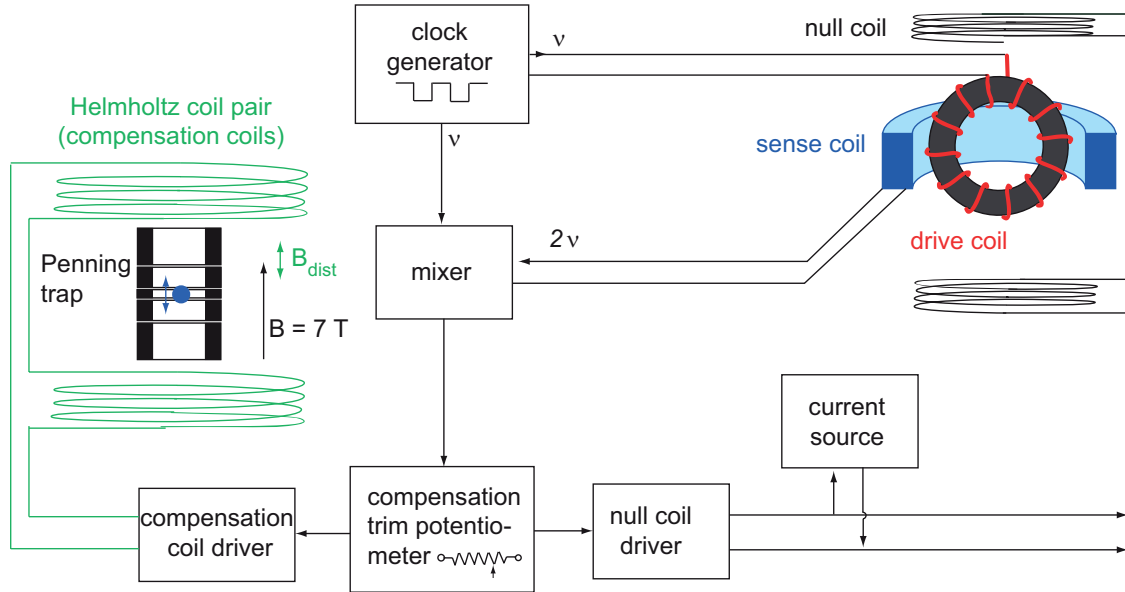 clock
generator
ν
ν
null coil
Helmholtz coil pair
(compensation coils)
sense coil
drive coil
2ν
mixer
Penning
trap
B_dist
B = 7 T
current
source
compensation
coil driver
compensation
trim potentio-
meter
null coil
driver